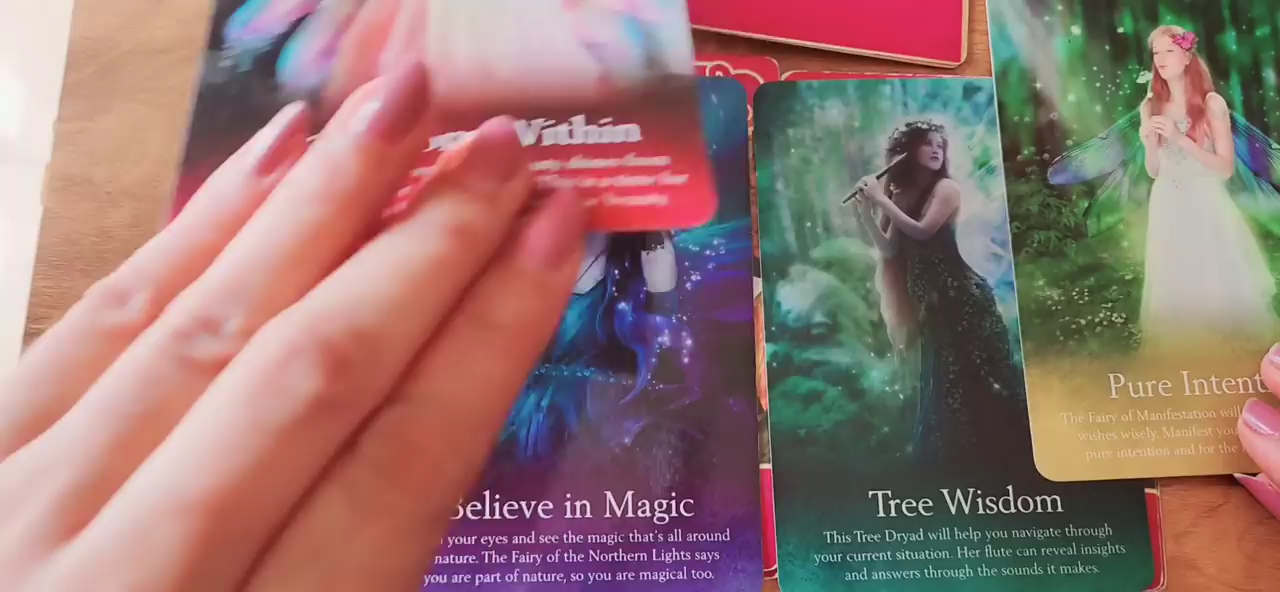 Within
Believe in Magic
your eyes and see the magic that's all around
nature. The Fairy of the Northern Lights says
you are part of nature, so you are magical too.
Tree Wisdom
This Tree Dryad will help you navigate through
your current situation. Her flute can reveal insights
and answers through the sounds it makes.
Pure Intent
The Fairy of Manifestation will
wishes wisely. Manifest you
pure intention and for the